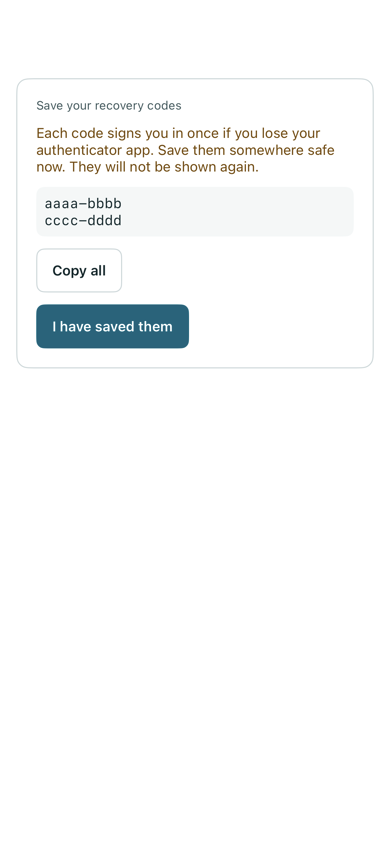 Save your recovery codes
Each code signs you in once if you lose your
authenticator app. Save them somewhere safe
now. They will not be shown again.
aaaa-bbbb
cccc-dddd
Copy all
I have saved them